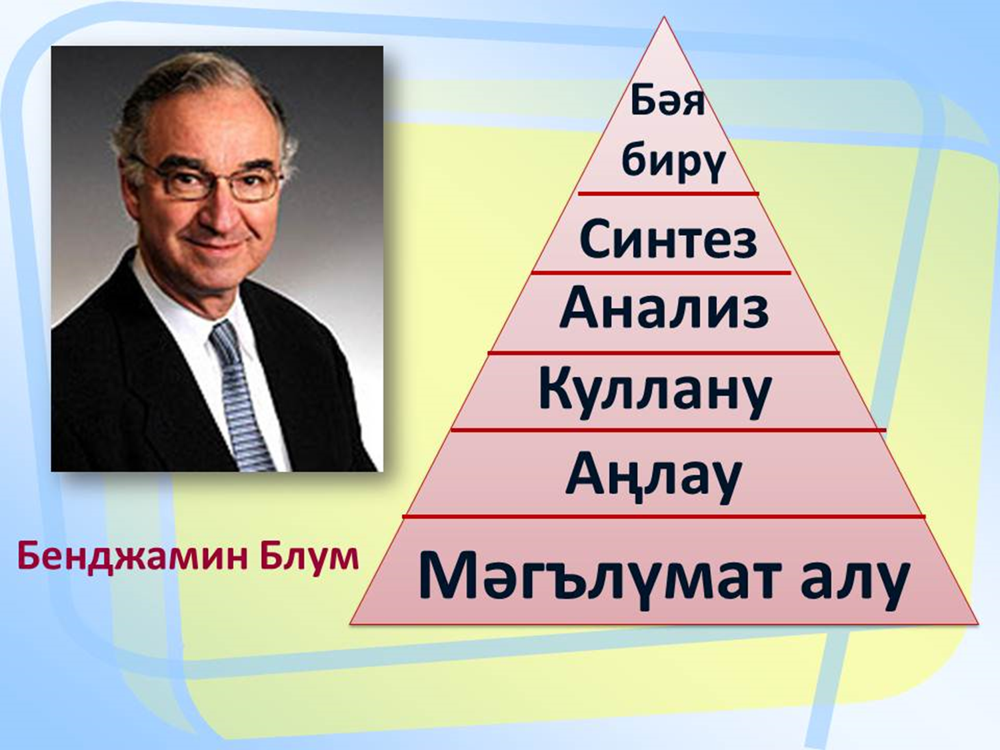 Бәя
бирү
Синтез
Анализ
Куллану
Аңлау
Мәгълүмат алу
Бенджамин Блум